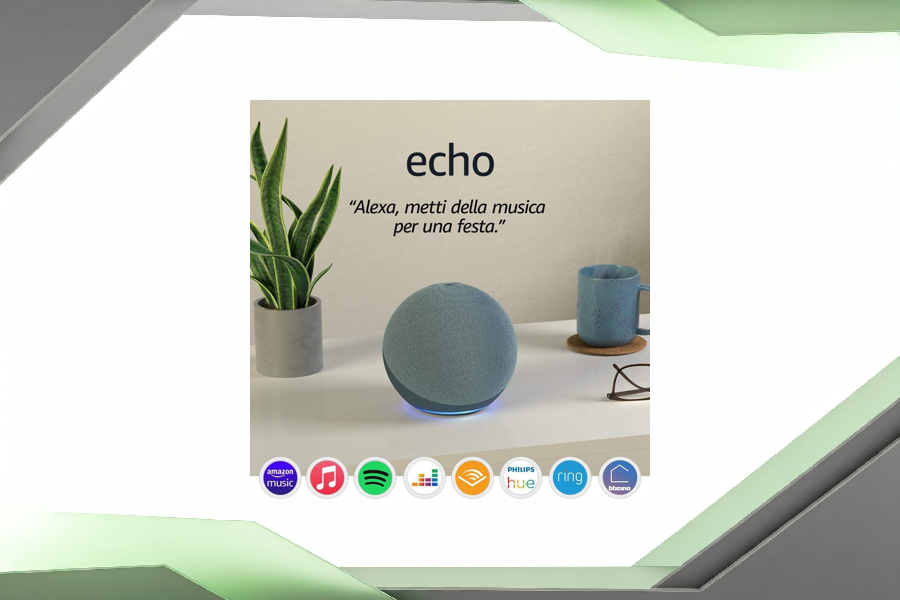 echo
“Alexa, metti della musica
per una festa.”
amazon
music
PHILIPS
hue
ring
bticino